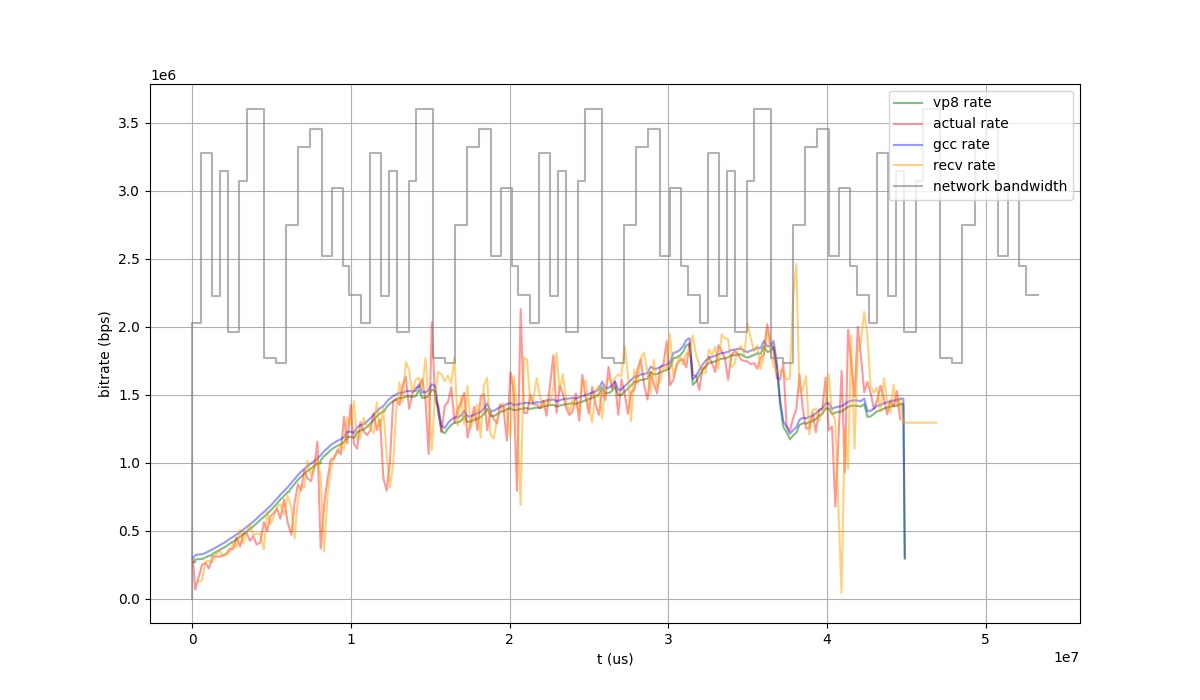 1e6
3.5
3.0
2.5
2.0
1.5
1.0
0.5
0.0
bitrate (bps)
vp8 rate
actual rate
gcc rate
recv rate
network bandwidth
0
1
2
3
4
5
t (us)
1e7